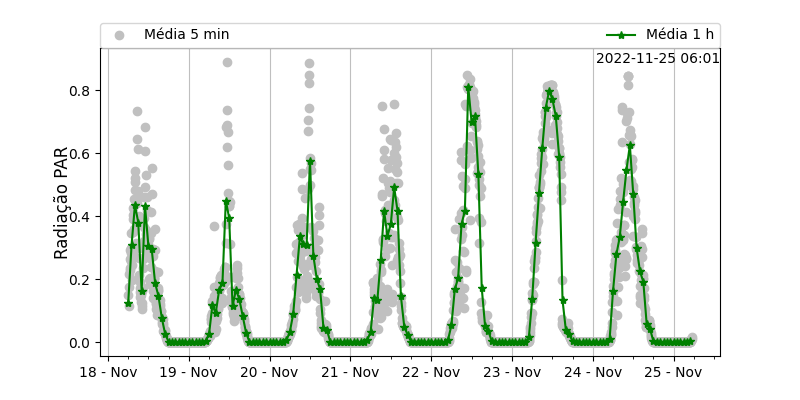 Média 5 min
Média 1 h
2022-11-25 06:01
Radiação PAR
0.8
0.6
0.4
0.2
0.0
18 - Nov
19 - Nov
20 - Nov
21 - Nov
22 - Nov
23 - Nov
24 - Nov
25 - Nov